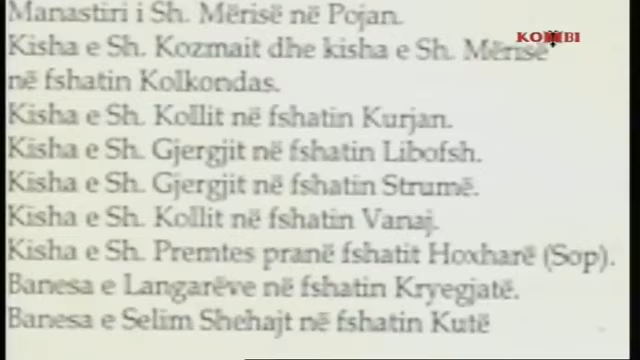 Manastiri i Sh. Mërisë në Pojan.
KOMBI
Kisha e Sh. Kozmait dhe kisha e Sh. Mërisë
në fshatin Kolkondas.
Kisha e Sh. Kollit në fshatin Kurjan.
Kisha e Sh. Gjergjit në fshatin Libofsh.
Kisha e Sh. Gjergjit në fshatin Strumë.
Kisha e Sh. Kollit në fshatin Vanaj.
Kisha e Sh. Premtes pranë fshatit Hoxharë (Sop).
Banesa e Langarëve në fshatin Kryegjatë.
Banesa e Selim Shehajt në fshatin Kutë